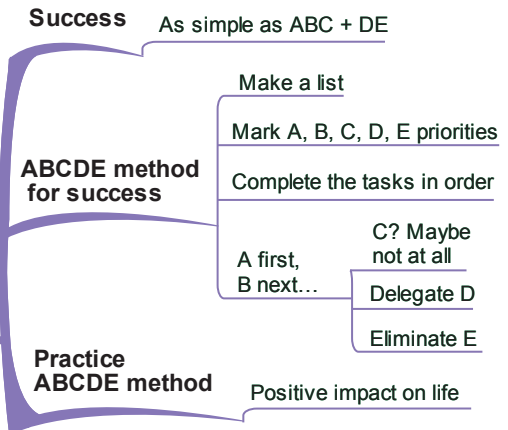 Success
As simple as ABC + DE
Make a list
Mark A, B, C, D, E priorities
ABCDE method
for success
Complete the tasks in order
A first,
B next…
C? Maybe
not at all
Delegate D
Eliminate E
Practice
ABCDE method
Positive impact on life